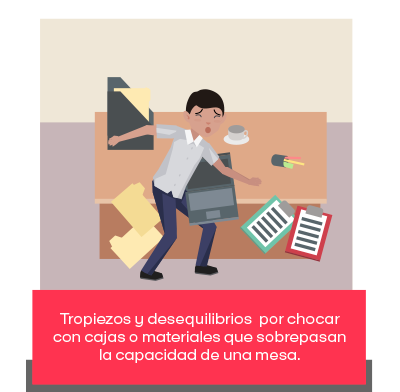 Tropiezos y desequilibrios por chocar
con cajas o materiales que sobrepasan
la capacidad de una mesa.